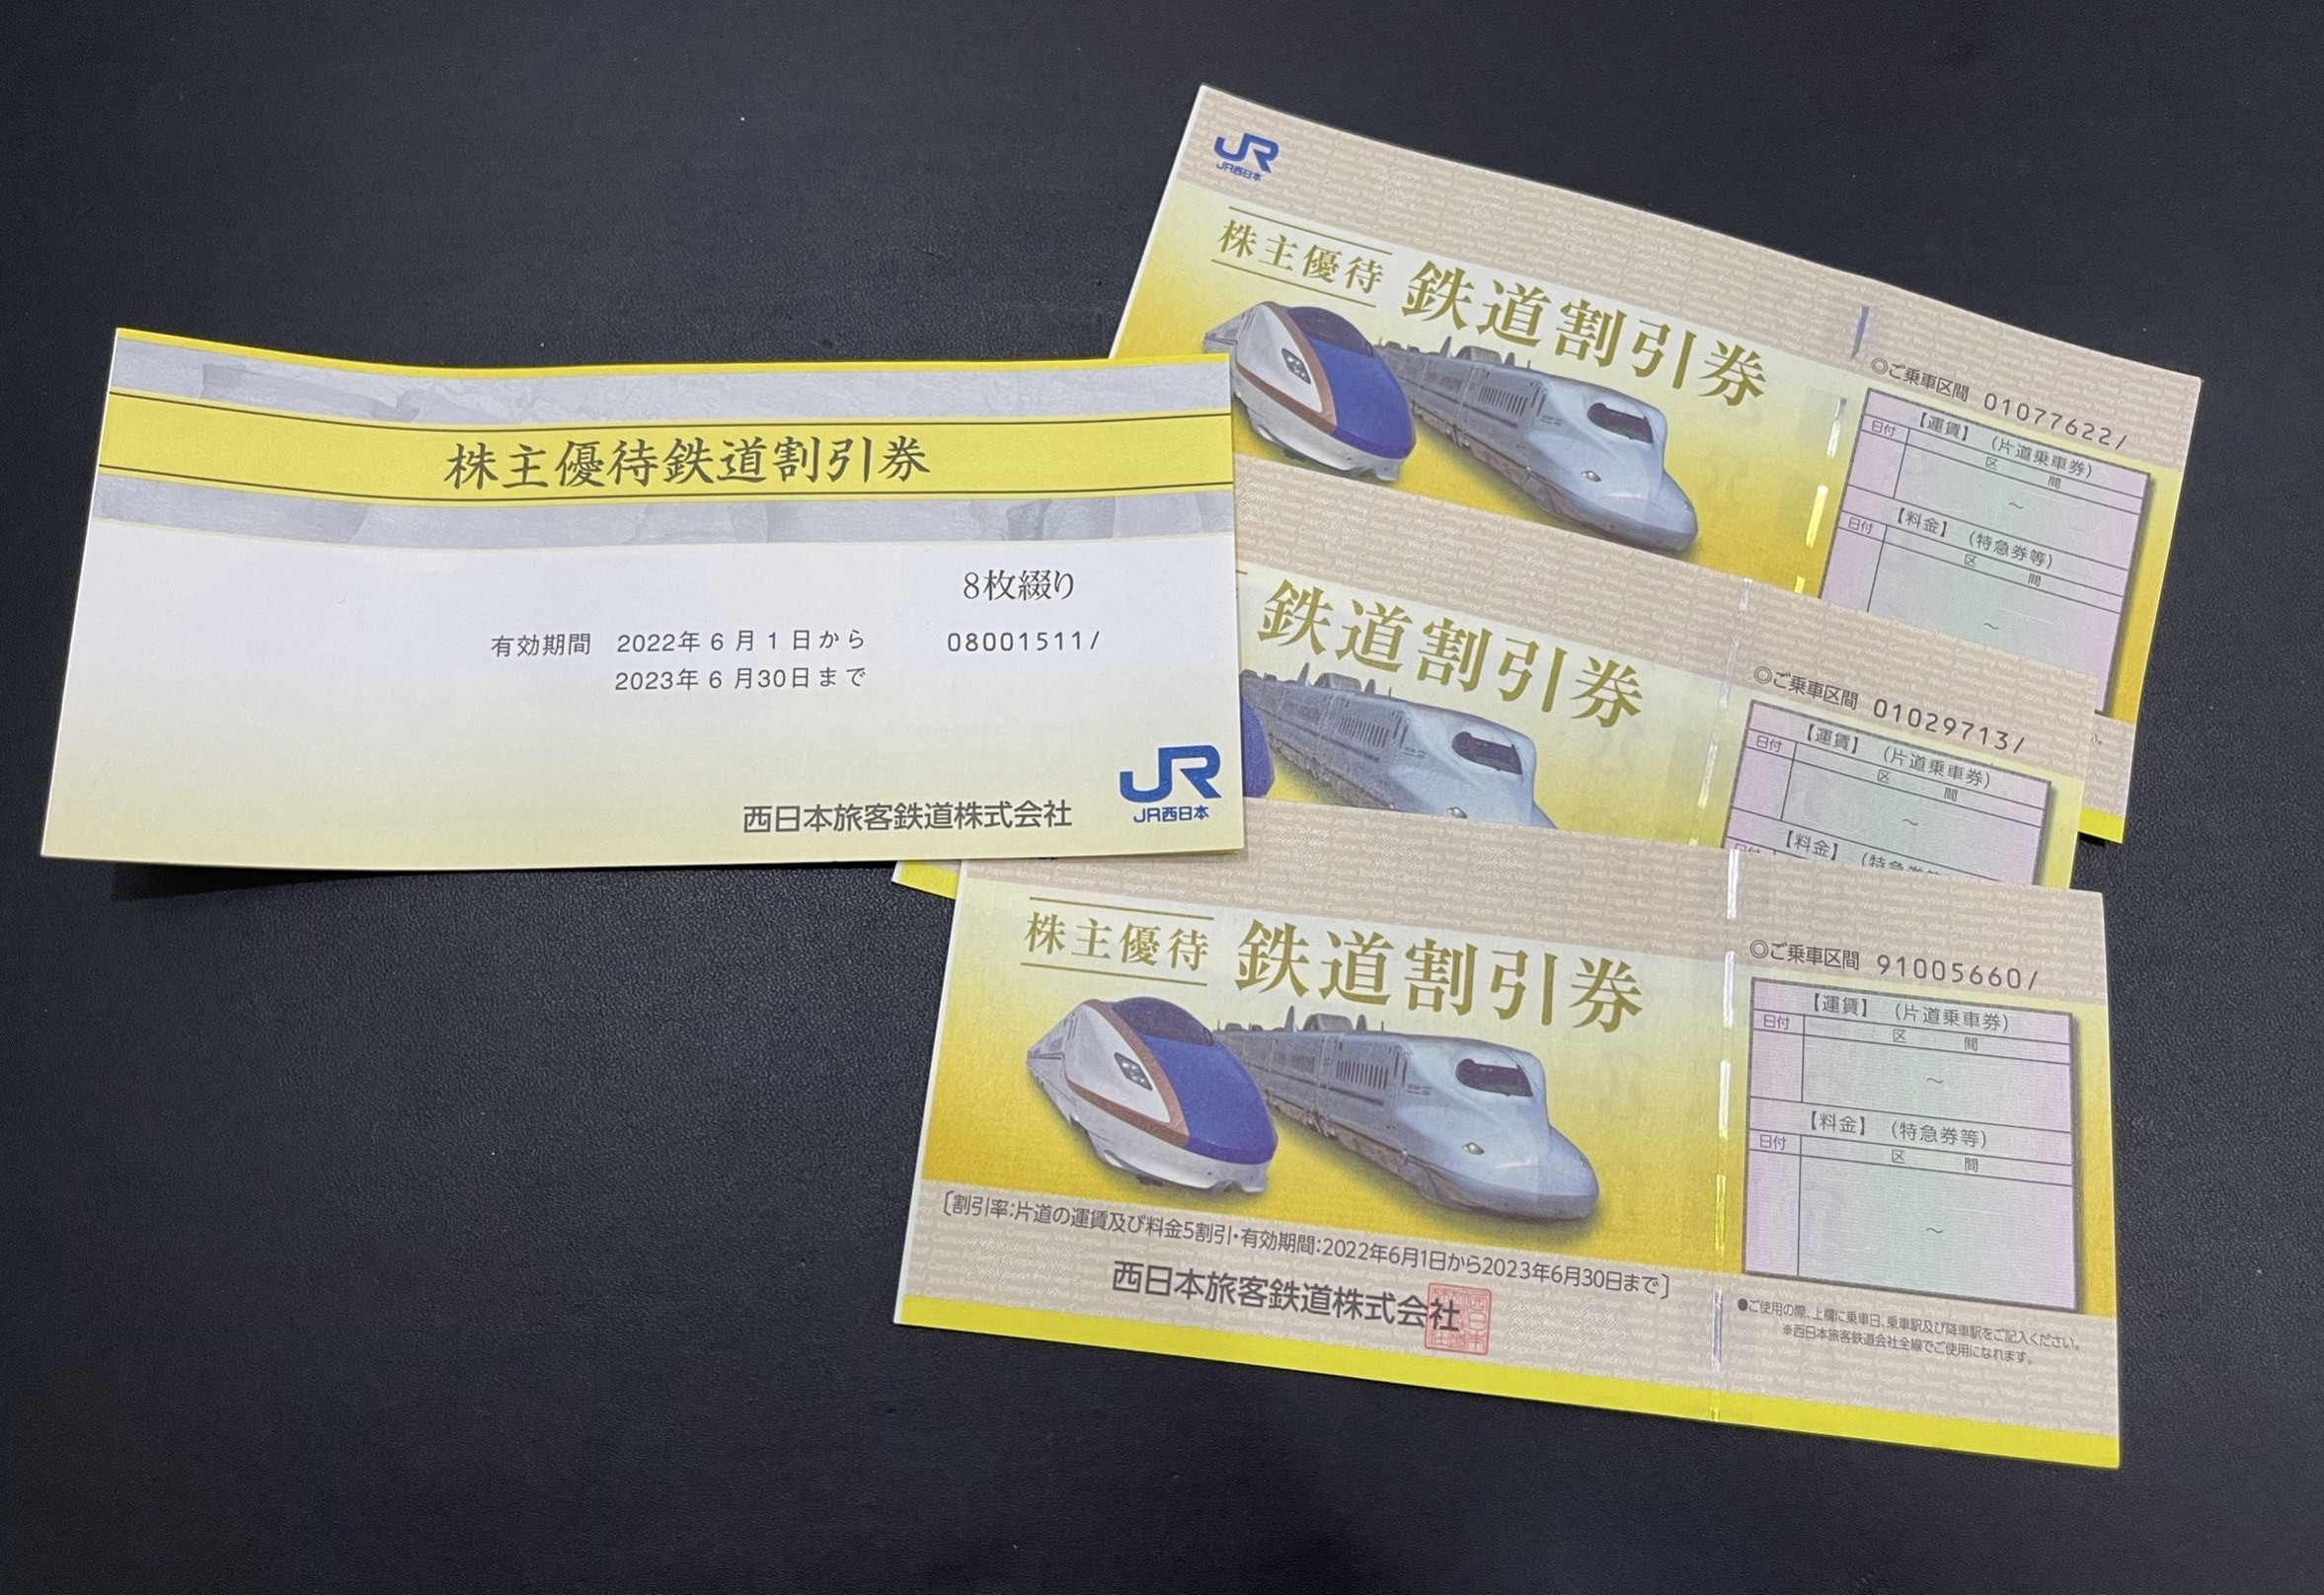 株主優待鉄道割引券
8枚綴り
有効期間 2022年6月1日から 08001511/
2023年6月30日まで
西日本旅客鉄道株式会社
JR
JR西日本
JR
JR西日本
株主優待 鉄道割引券
◎ご乗車区間 01077622/
【運賃】 (片道乗車券)
日付 区 間
~
【料金】 (特急券等)
日付 区 間
~
鉄道割引券
◎ご乗車区間 01029713/
【運賃】 (片道乗車券)
日付 区 間
~
【料金】 (特急券等
株主優待 鉄道割引券
◎ご乗車区間 91005660/
【運賃】 (片道乗車券)
日付 区 間
~
【料金】 (特急券等)
日付 区 間
~
〔割引率:片道の運賃及び料金5割引・有効期間:2022年6月1日から2023年6月30日まで〕
西日本旅客鉄道株式会社
●ご使用の際、上欄に乗車日、乗車駅及び降車駅をご記入ください。
※西日本旅客鉄道会社全線でご使用になれます。